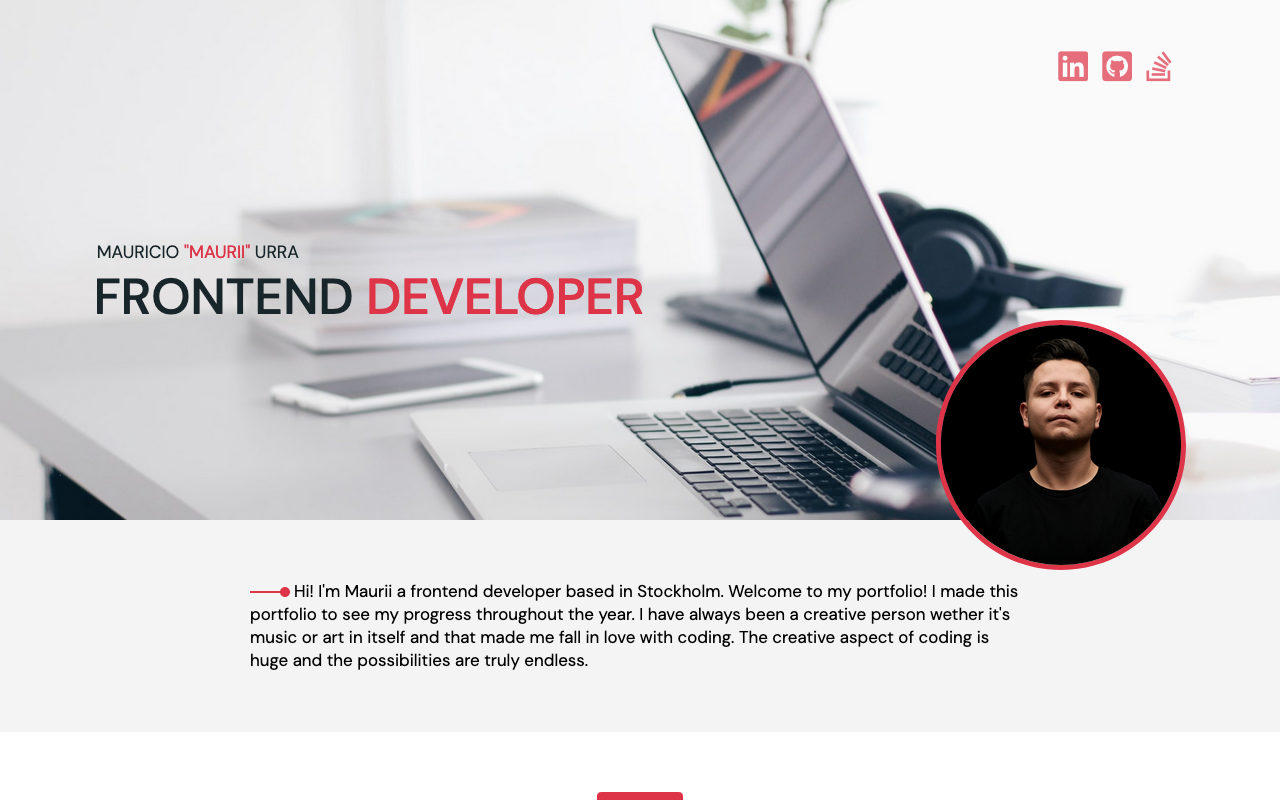 in
MAURICIO "MAURII" URRA
FRONTEND DEVELOPER
Hi! I'm Maurii a frontend developer based in Stockholm. Welcome to my portfolio! I made this
portfolio to see my progress throughout the year. I have always been a creative person wether it's
music or art in itself and that made me fall in love with coding. The creative aspect of coding is
huge and the possibilities are truly endless.